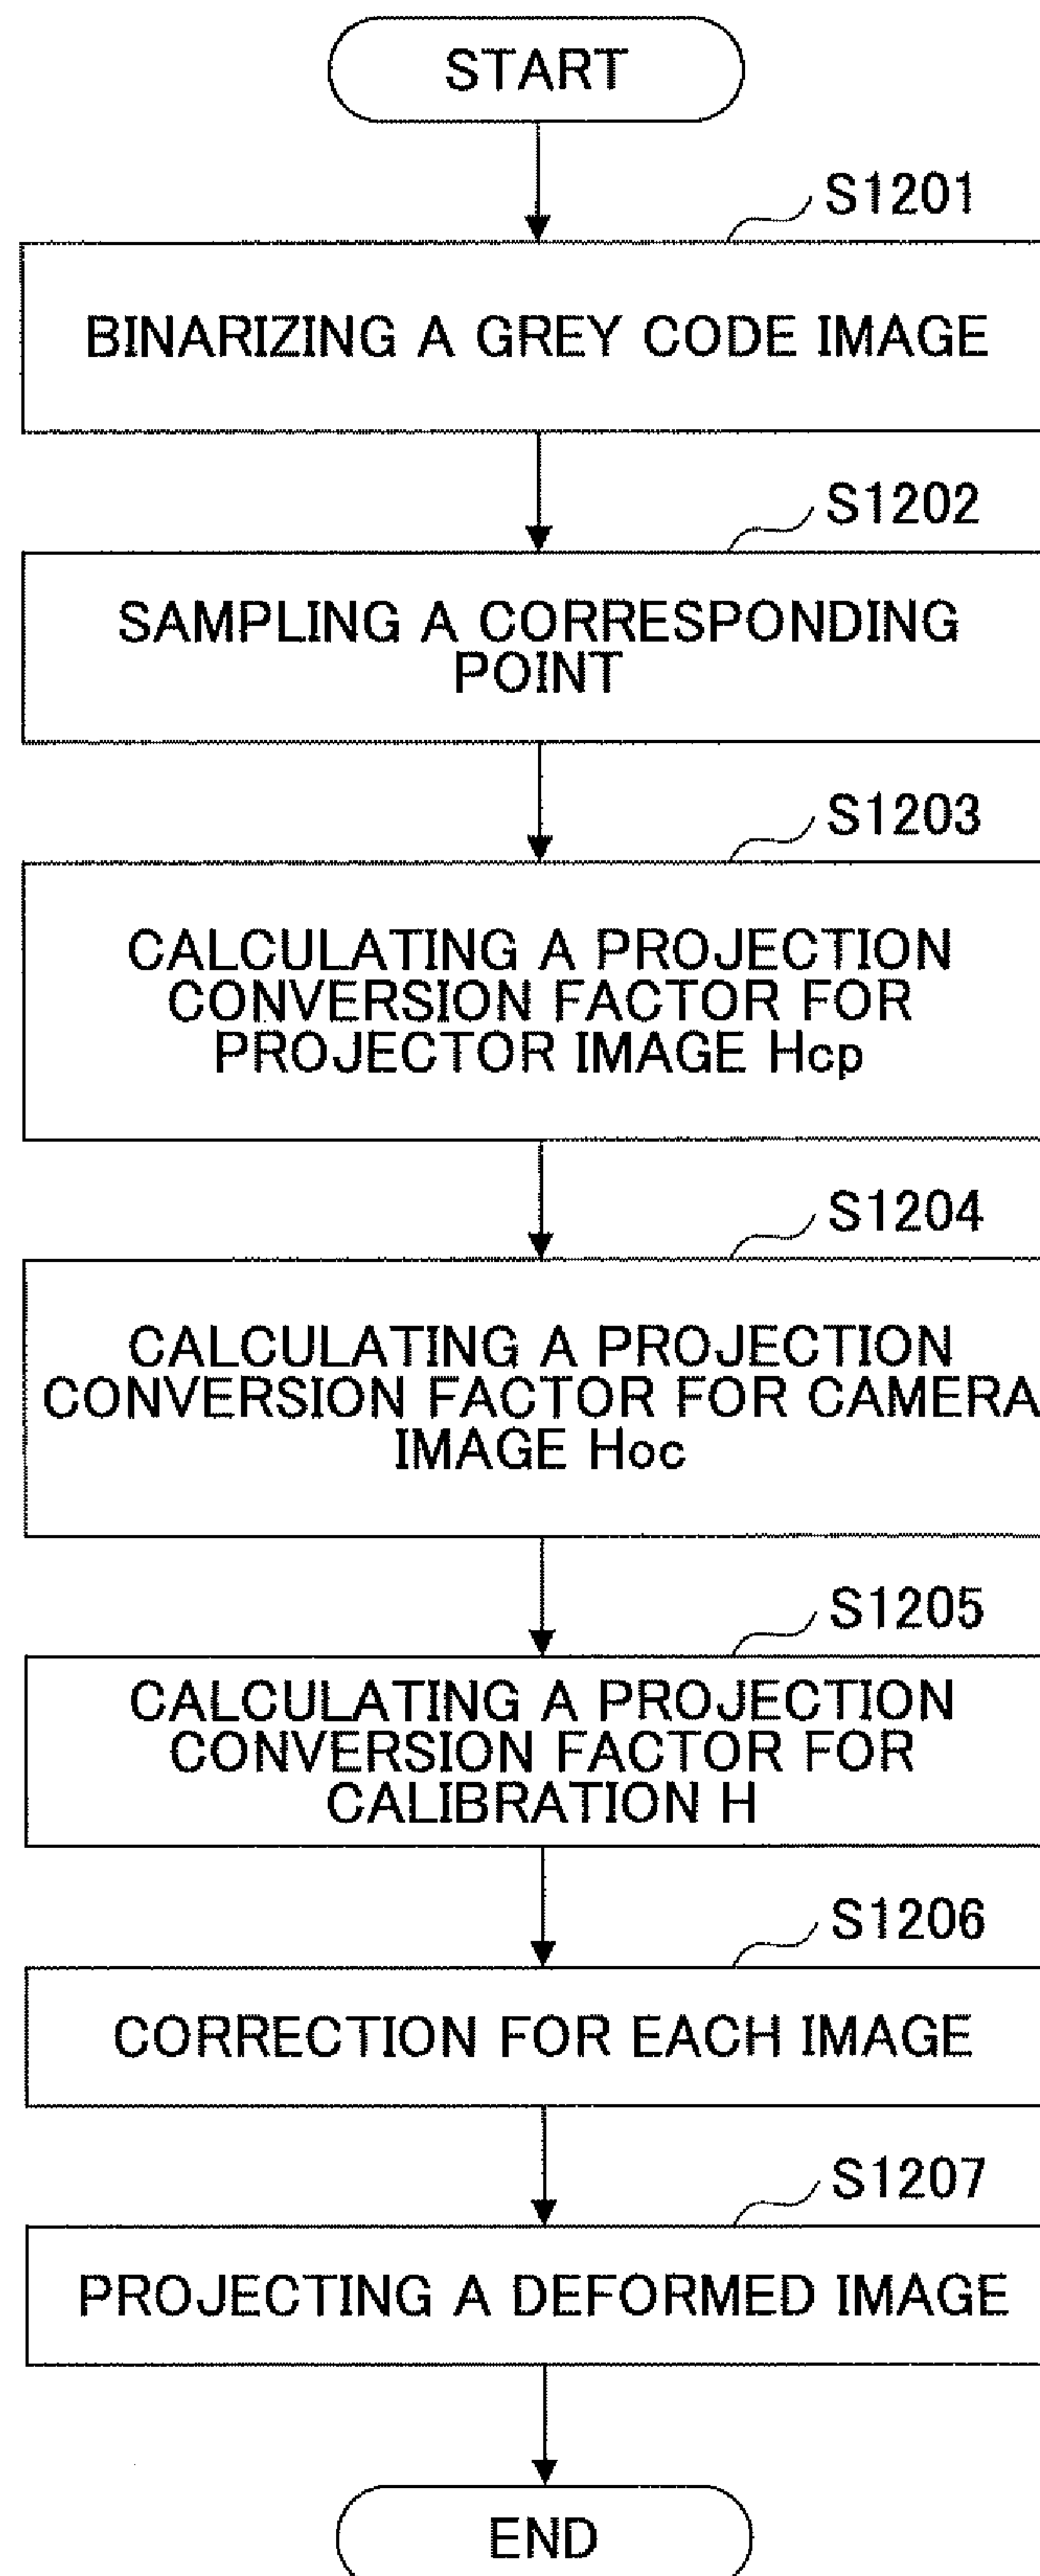 START
S1201
BINARIZING A GREY CODE IMAGE
S1202
SAMPLING A CORRESPONDING
POINT
S1203
CALCULATING A PROJECTION
CONVERSION FACTOR FOR
PROJECTOR IMAGE Hcp
S1204
CALCULATING A PROJECTION
CONVERSION FACTOR FOR CAMERA
IMAGE Hoc
S1205
CALCULATING A PROJECTION
CONVERSION FACTOR FOR
CALIBRATION H
S1206
CORRECTION FOR EACH IMAGE
S1207
PROJECTING A DEFORMED IMAGE
END